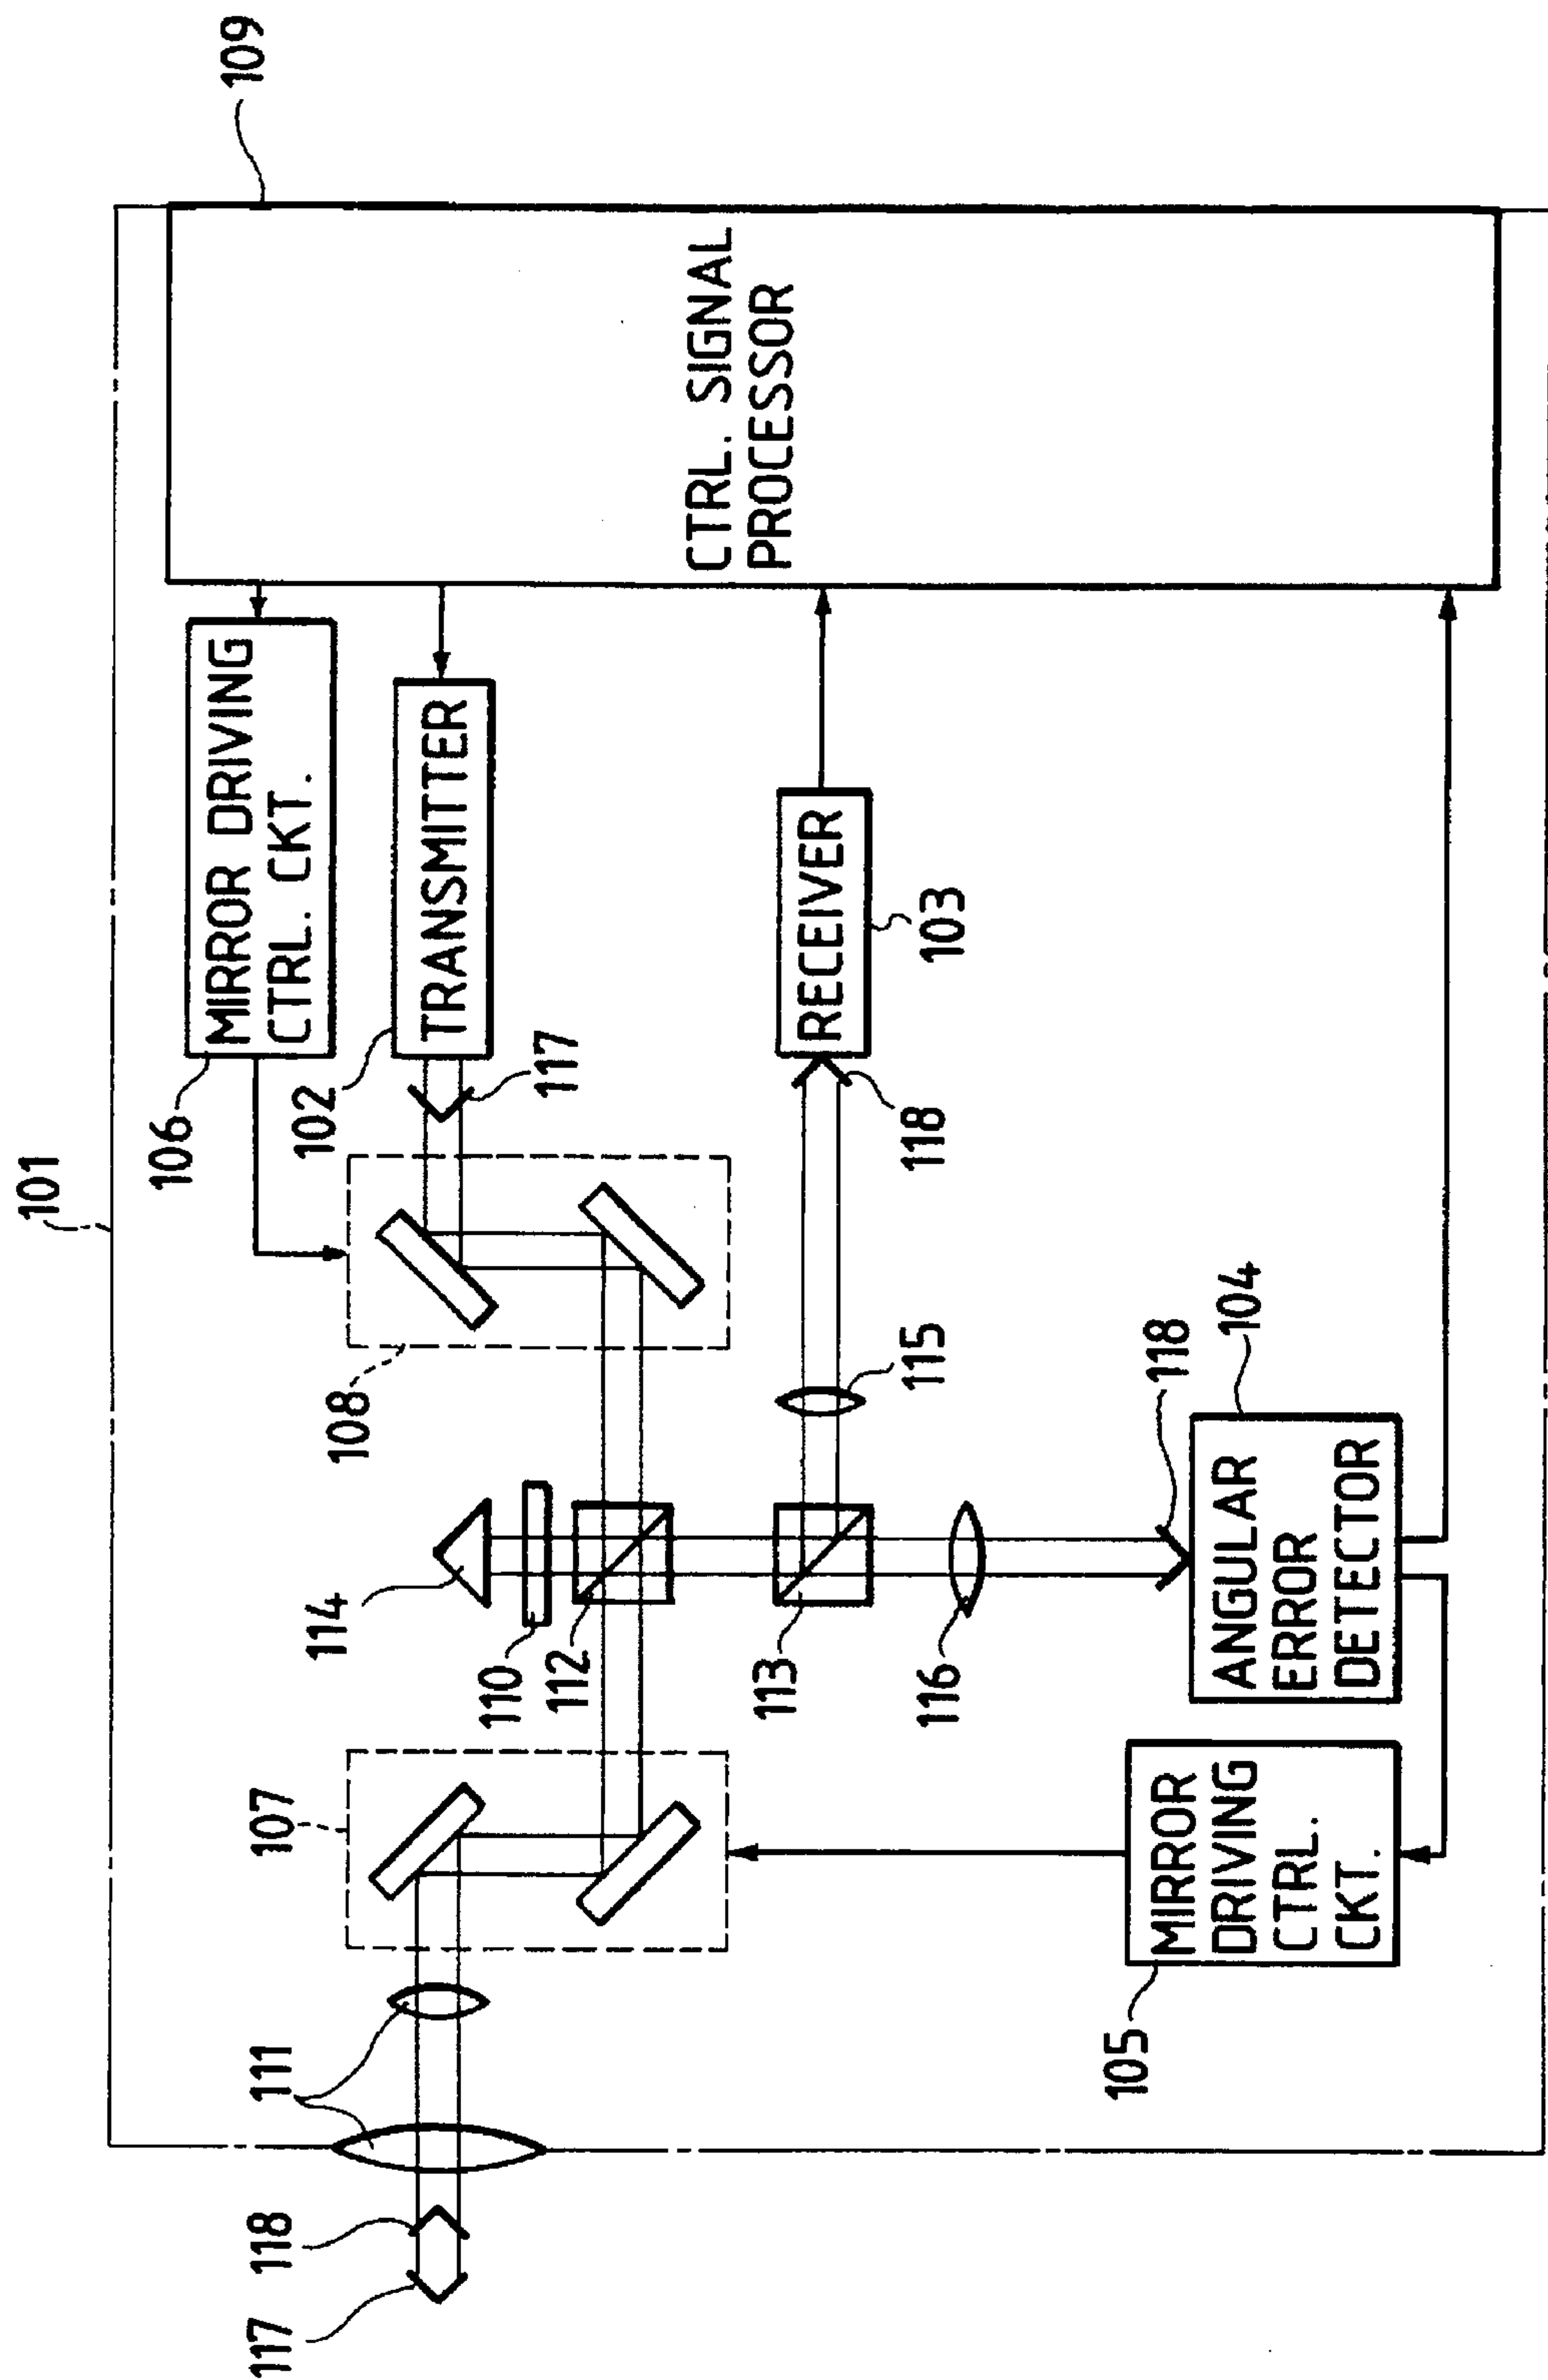 101
109
106
MIRROR DRIVING
CTRL. CKT.
102
TRANSMITTER
117
CTRL. SIGNAL
PROCESSOR
108
107
114
110
112
111
118
117
RECEIVER
103
118
115
113
116
118
104
ANGULAR
ERROR
DETECTOR
105
MIRROR
DRIVING
CTRL.
CKT.